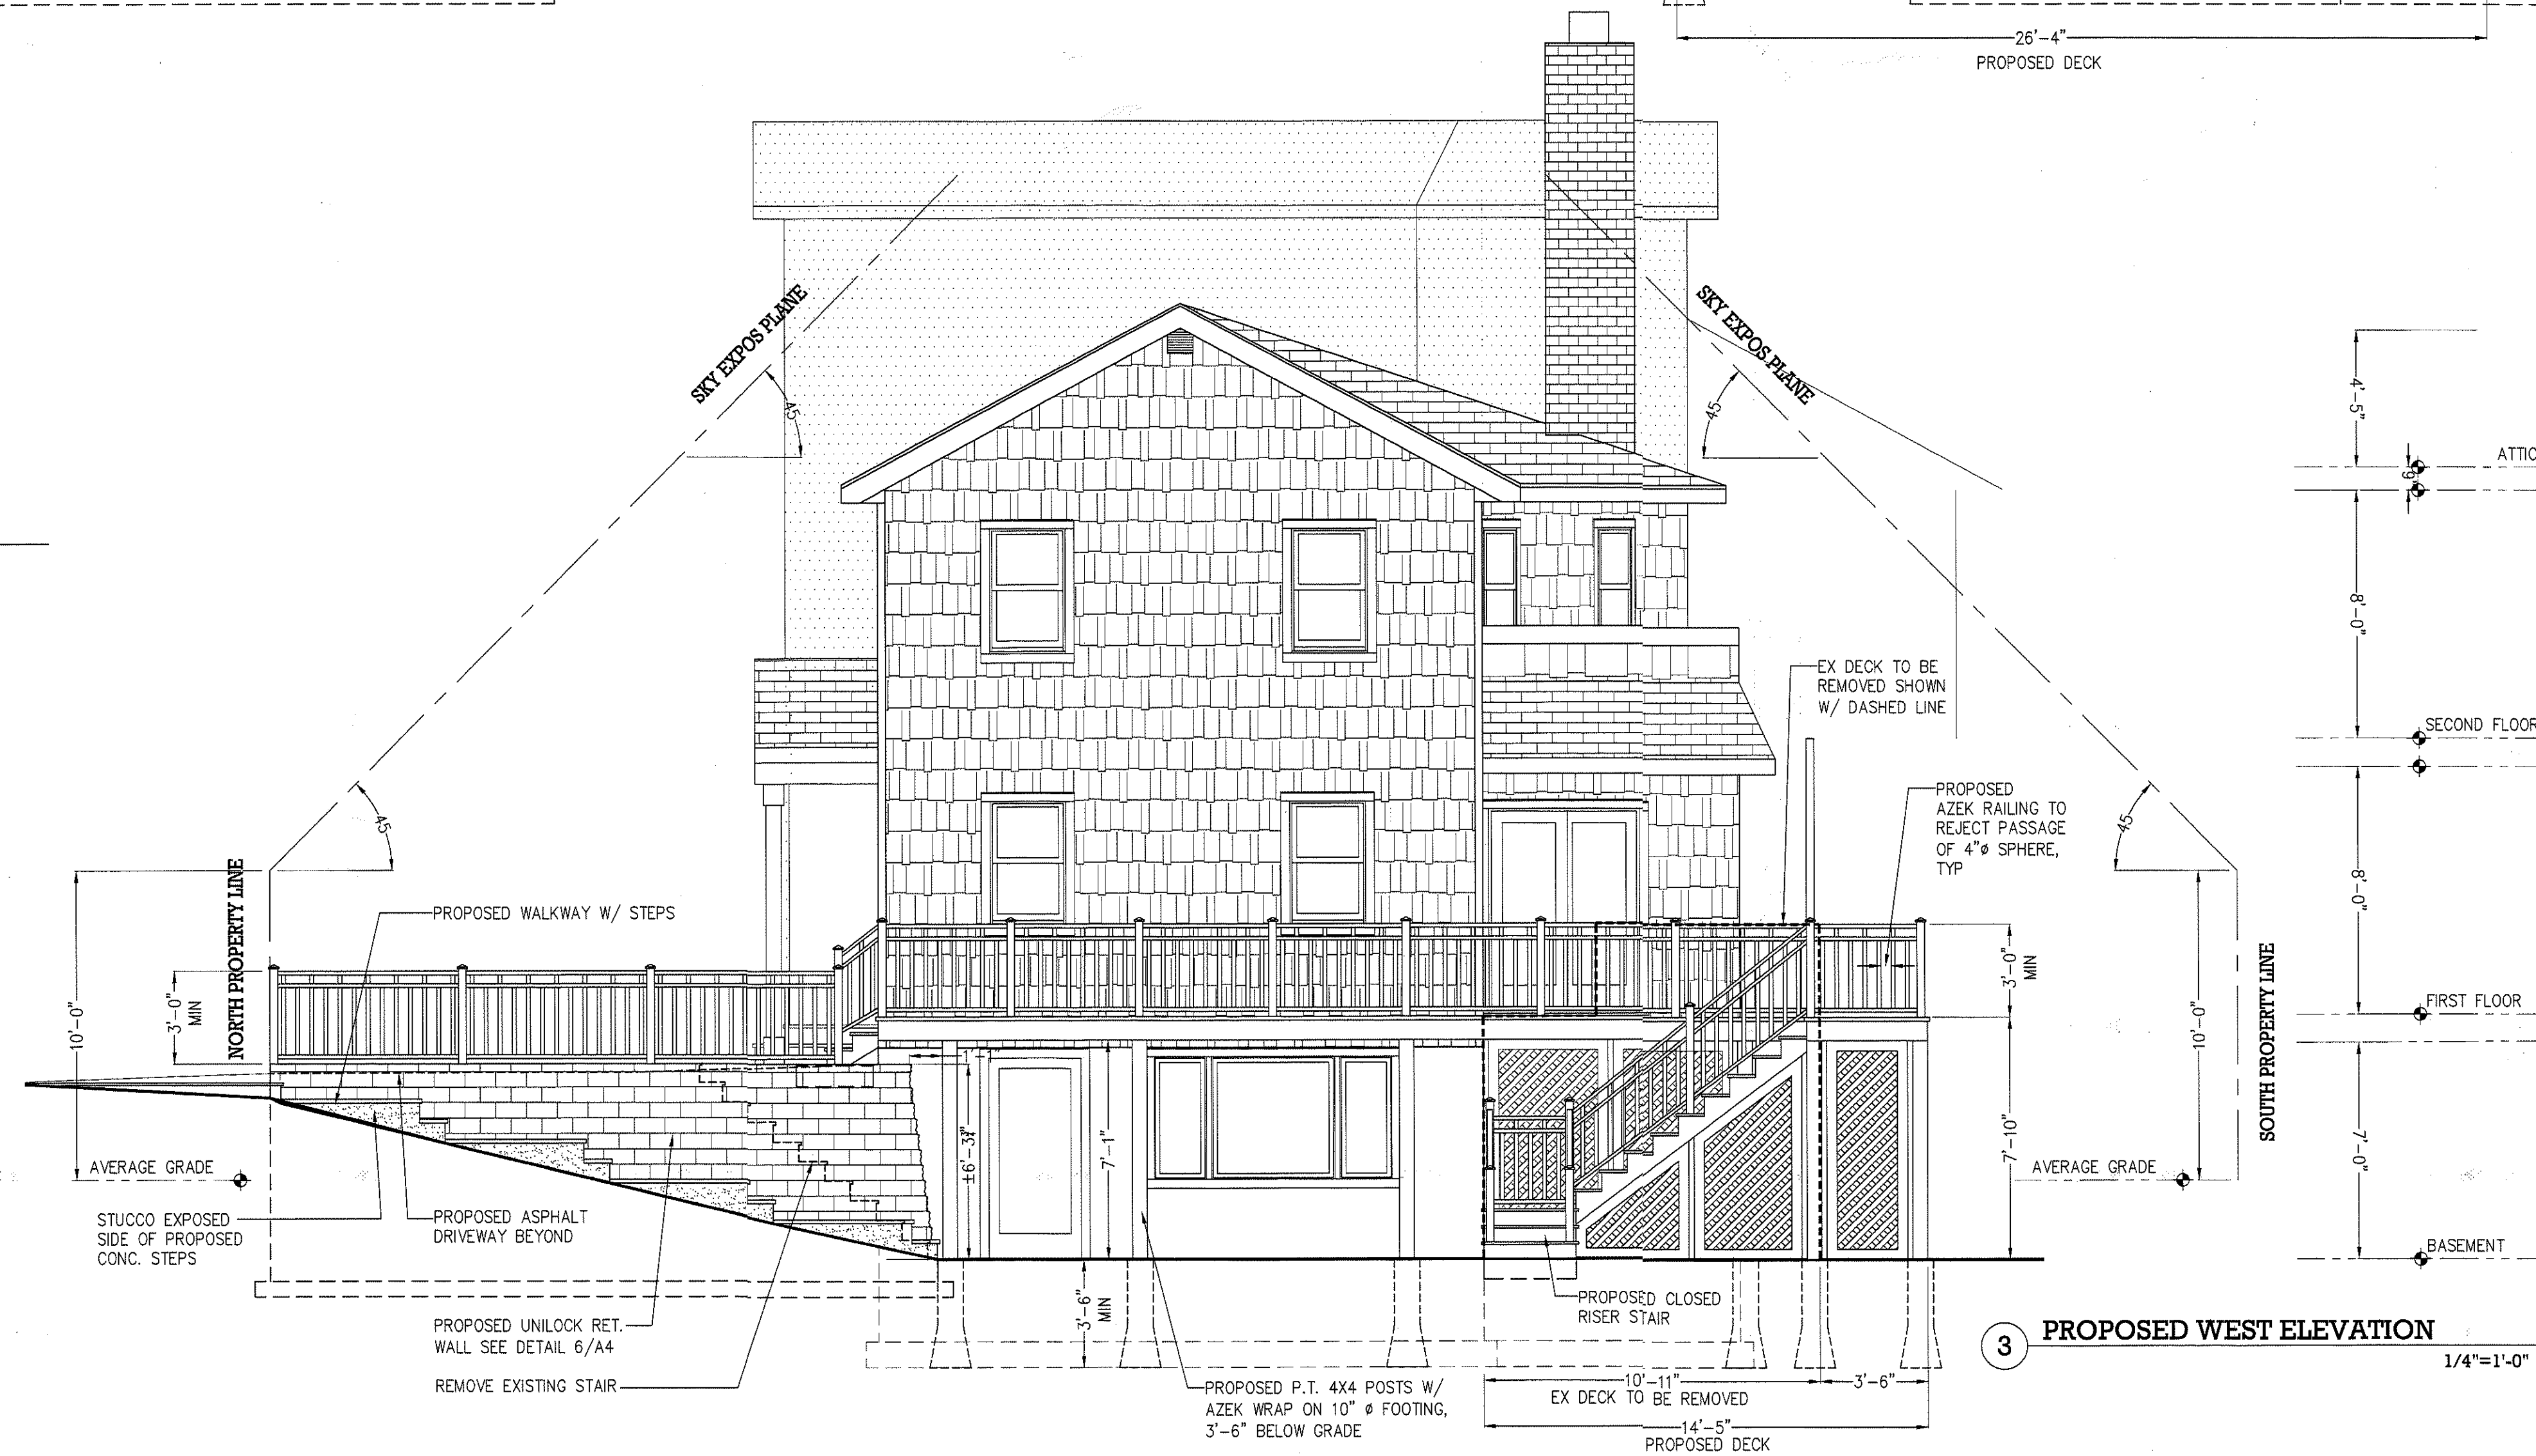 26'-4"
PROPOSED DECK
SKY EXPOS PLANE
45
SKY EXPOS PLANE
45
4'-5"
ATTIC
9"
8'-0"
EX DECK TO BE
REMOVED SHOWN
W/ DASHED LINE
SECOND FLOOR
PROPOSED
AZEK RAILING TO
REJECT PASSAGE
OF 4"ø SPHERE,
TYP
45
45
8'-0"
NORTH PROPERTY LINE
PROPOSED WALKWAY W/ STEPS
10'-0"
3'-0"
MIN
3'-0"
MIN
FIRST FLOOR
10'-0"
SOUTH PROPERTY LINE
±6'-3"
7'-1"
7'-10"
7'-0"
AVERAGE GRADE
AVERAGE GRADE
STUCCO EXPOSED
SIDE OF PROPOSED
CONC. STEPS
PROPOSED ASPHALT
DRIVEWAY BEYOND
BASEMENT
3'-6"
MIN
PROPOSED UNILOCK RET.
WALL SEE DETAIL 6/A4
REMOVE EXISTING STAIR
PROPOSED CLOSED
RISER STAIR
PROPOSED P.T. 4X4 POSTS W/
AZEK WRAP ON 10" ø FOOTING,
3'-6" BELOW GRADE
10'-11"
EX DECK TO BE REMOVED
3'-6"
14'-5"
PROPOSED DECK
3
PROPOSED WEST ELEVATION
1/4"=1'-0"